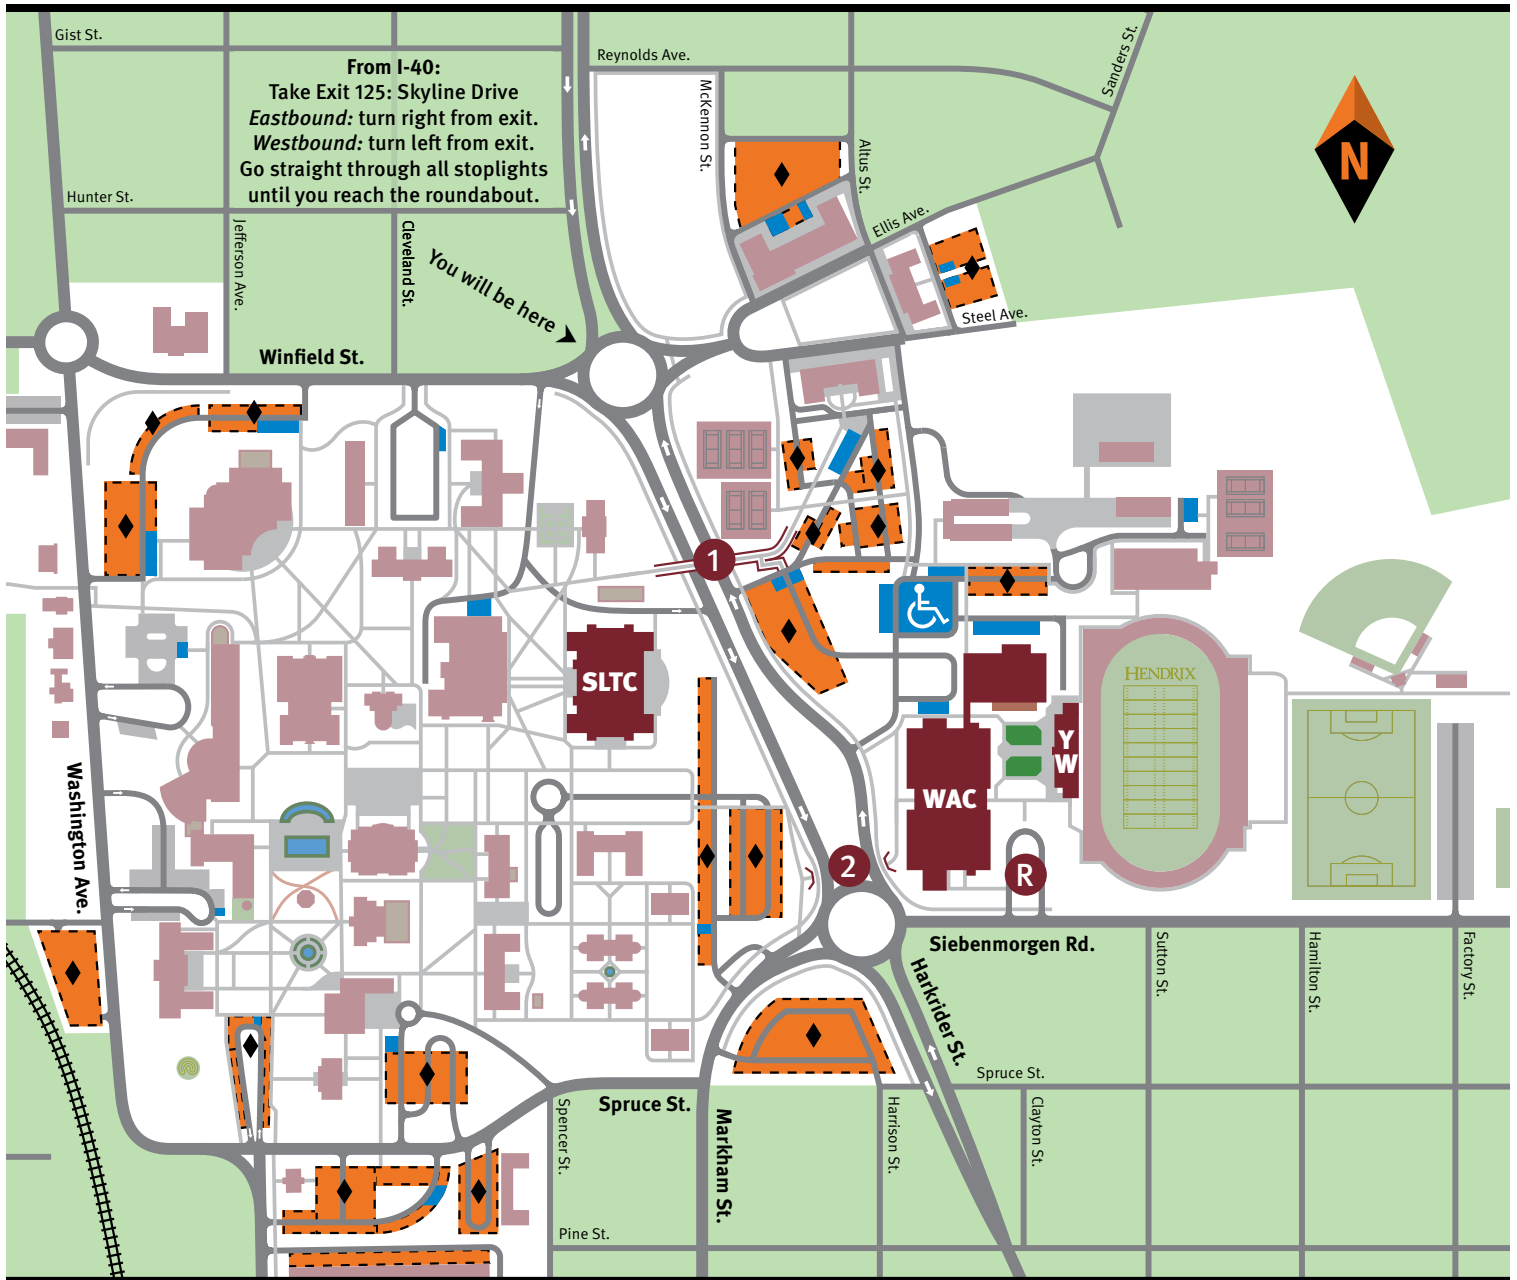 Gist St.
Reynolds Ave.
Sanders St.
From I-40:
Take Exit 125: Skyline Drive
Eastbound: turn right from exit.
Westbound: turn left from exit.
Go straight through all stoplights
until you reach the roundabout.
McKennon St.
Altus St.
N
Hunter St.
Jefferson Ave.
Cleveland St.
Ellis Ave.
You will be here
Steel Ave.
Winfield St.
1
SLTC
HENDRIX
Y
W
WAC
Washington Ave.
2
R
Siebenmorgen Rd.
Harkrider St.
Sutton St.
Hamilton St.
Factory St.
Spruce St.
Spruce St.
Spencer St.
Markham St.
Harrison St.
Clayton St.
Pine St.